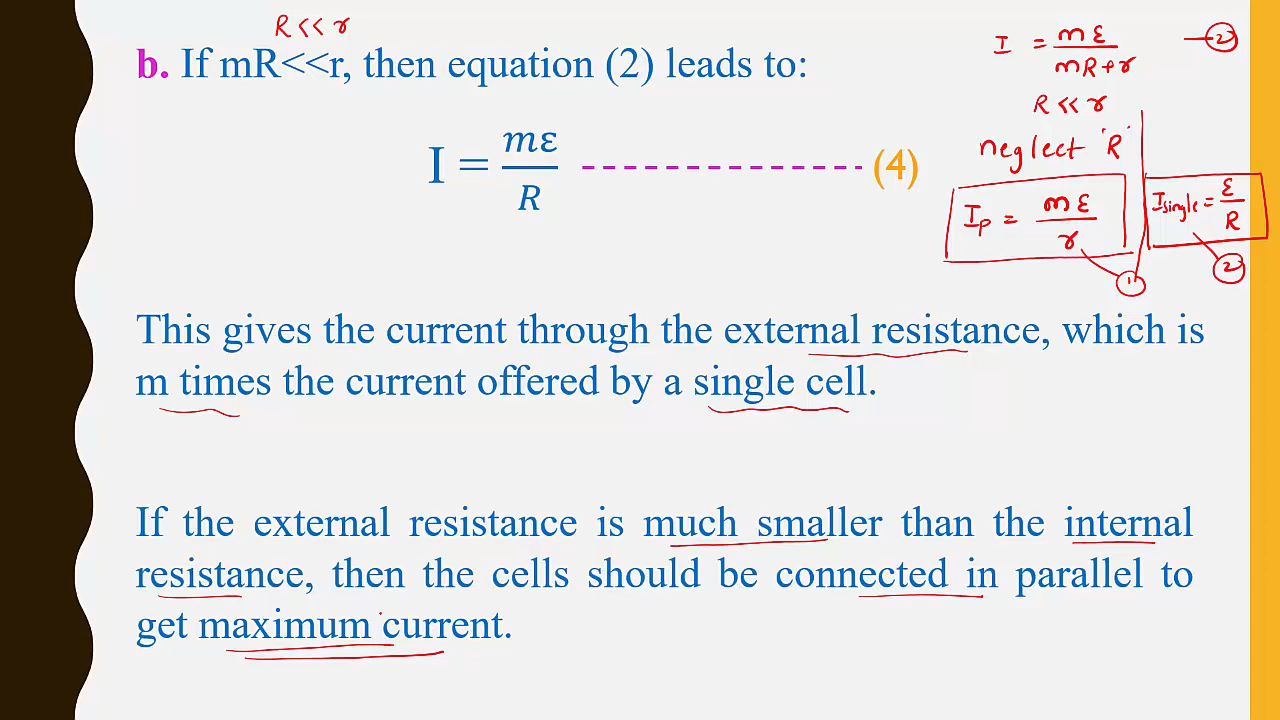 R << r
b. If mR<<r, then equation (2) leads to:
I = mε/R --------------- (4)
I = mε/mR+r — 2
R << r
neglect 'R'
Ip = mε/r
1
Isingle = ε/R
2
This gives the current through the external resistance, which is
m times the current offered by a single cell.
If the external resistance is much smaller than the internal
resistance, then the cells should be connected in parallel to
get maximum current.